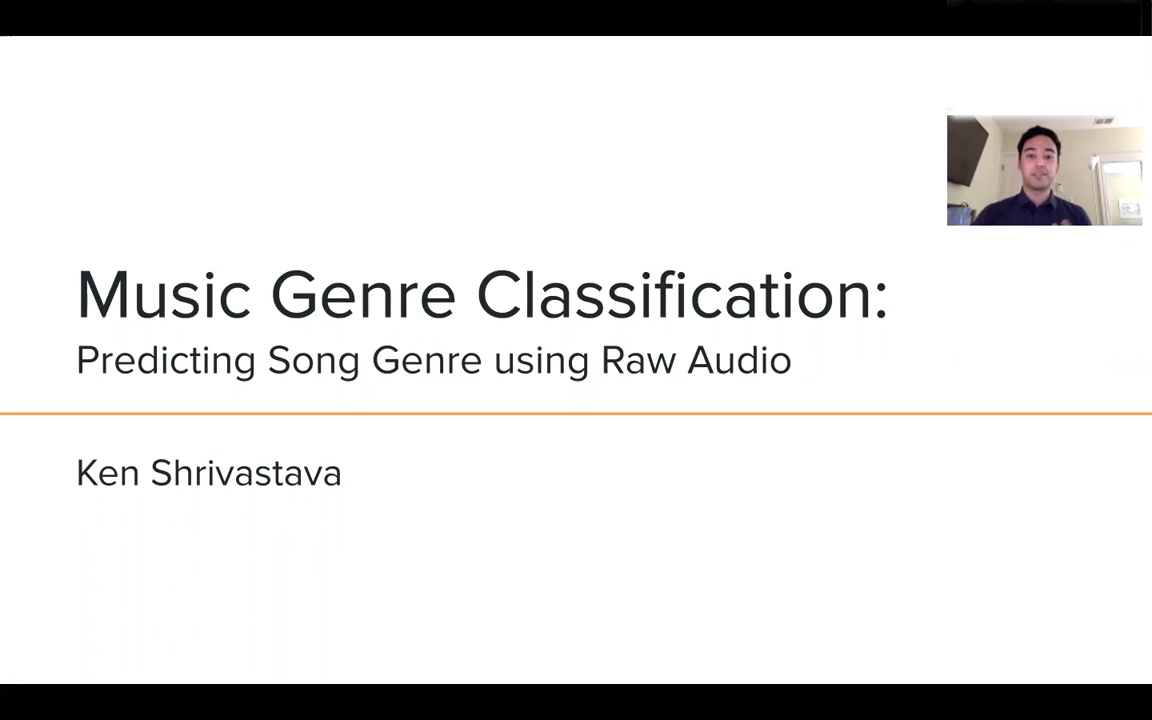 Music Genre Classification:
Predicting Song Genre using Raw Audio
Ken Shrivastava